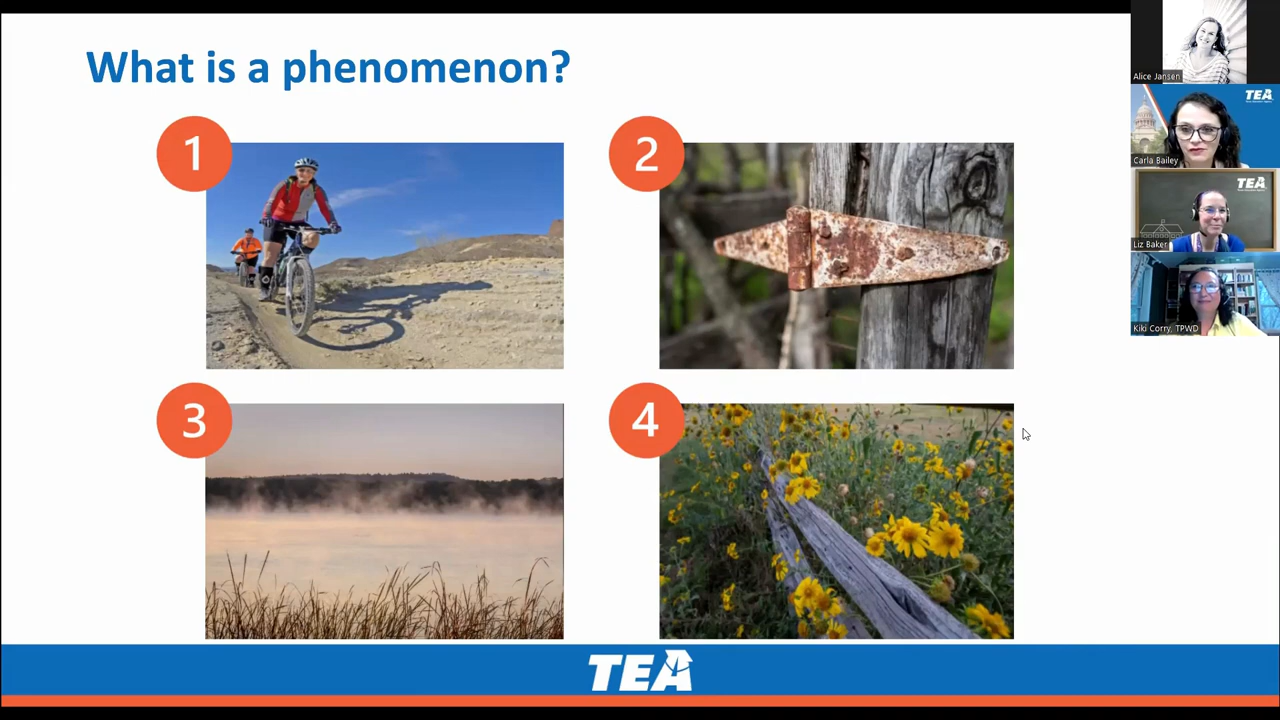 What is a phenomenon?
1
2
3
4
TEA
Alice Jansen
TEA
Carla Bailey
TEA
Liz Baker
Kiki Corry, TPWD